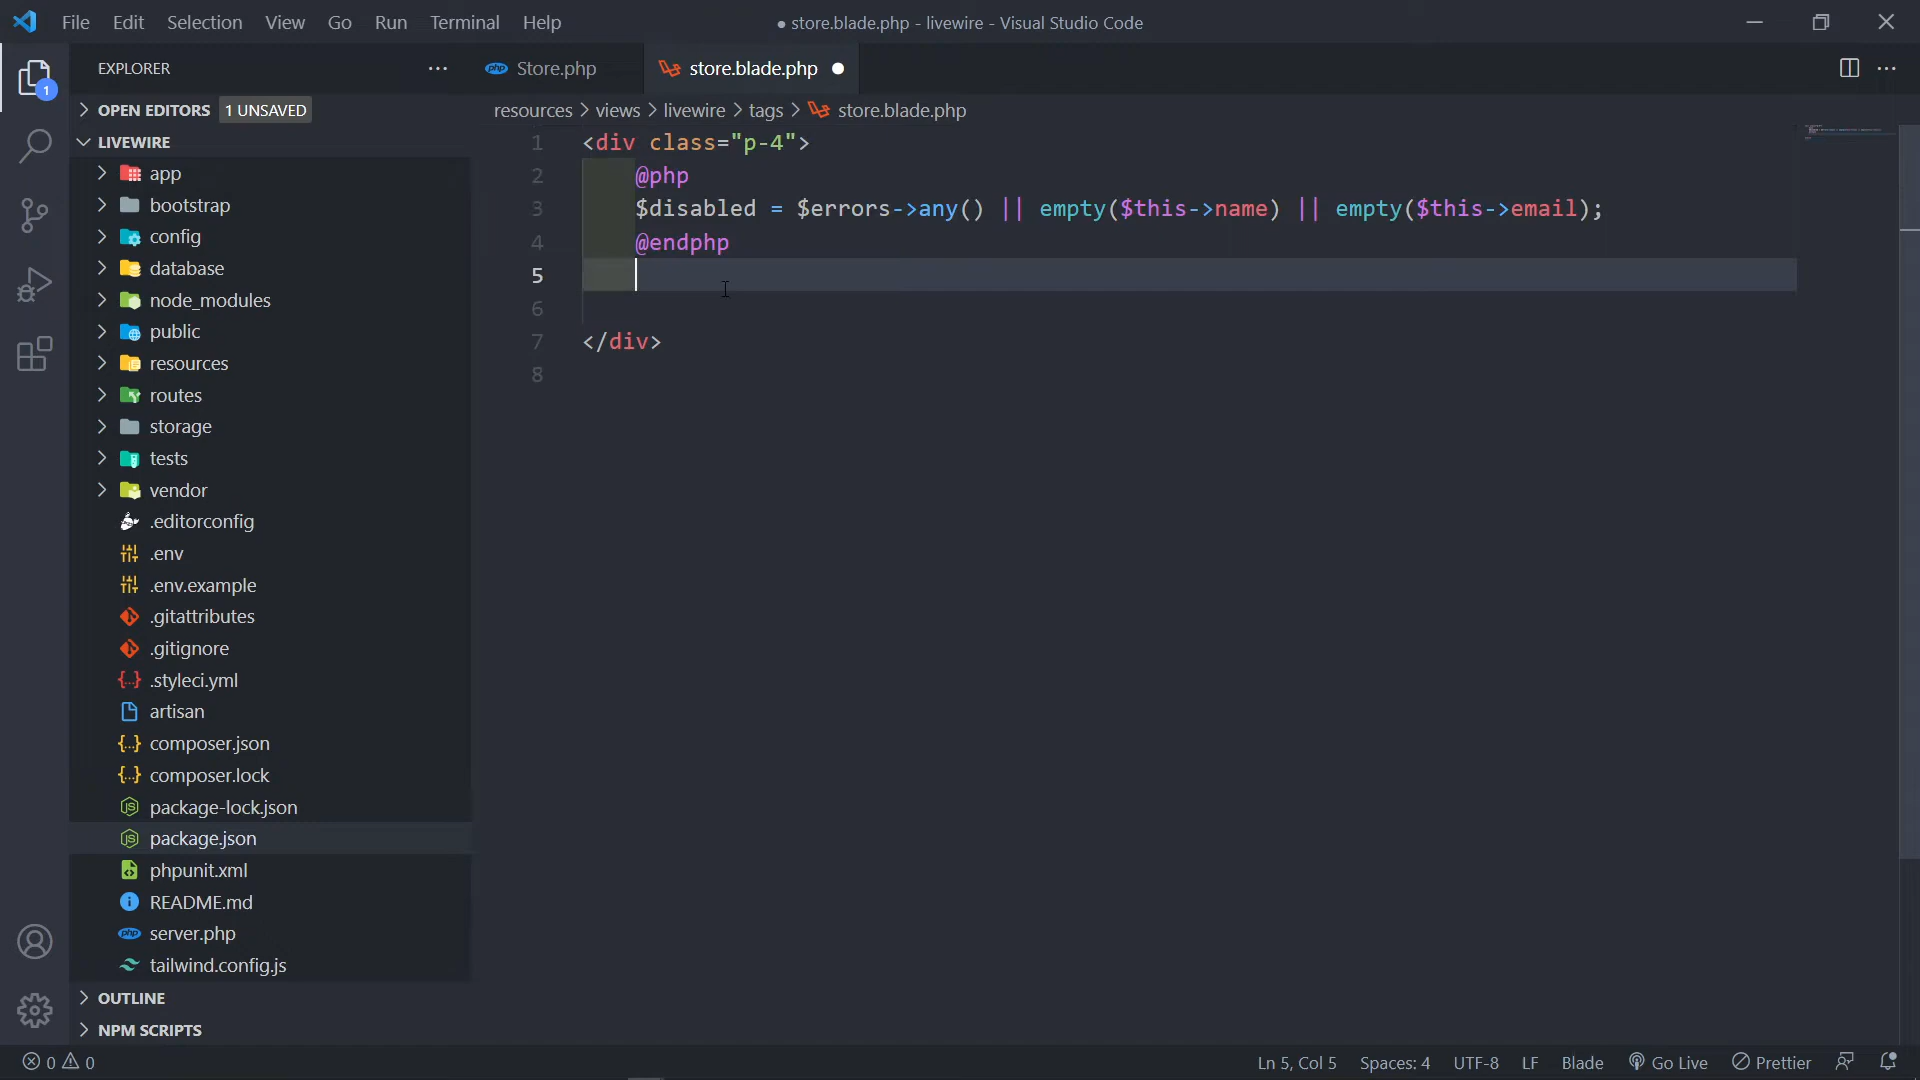 File Edit Selection View Go Run Terminal Help
● store.blade.php - livewire - Visual Studio Code
EXPLORER
Store.php
store.blade.php
1
OPEN EDITORS 1 UNSAVED
resources > views > livewire > tags > store.blade.php
LIVEWIRE
app
bootstrap
config
database
node_modules
public
resources
routes
storage
tests
vendor
.editorconfig
.env
.env.example
.gitattributes
.gitignore
.styleci.yml
artisan
composer.json
composer.lock
package-lock.json
package.json
phpunit.xml
README.md
server.php
tailwind.config.js
OUTLINE
NPM SCRIPTS
1 <div class="p-4">
2 @php
3 $disabled = $errors->any() || empty($this->name) || empty($this->email);
4 @endphp
5
6
7 </div>
8
0 0
Ln 5, Col 5 Spaces: 4 UTF-8 LF Blade Go Live Prettier